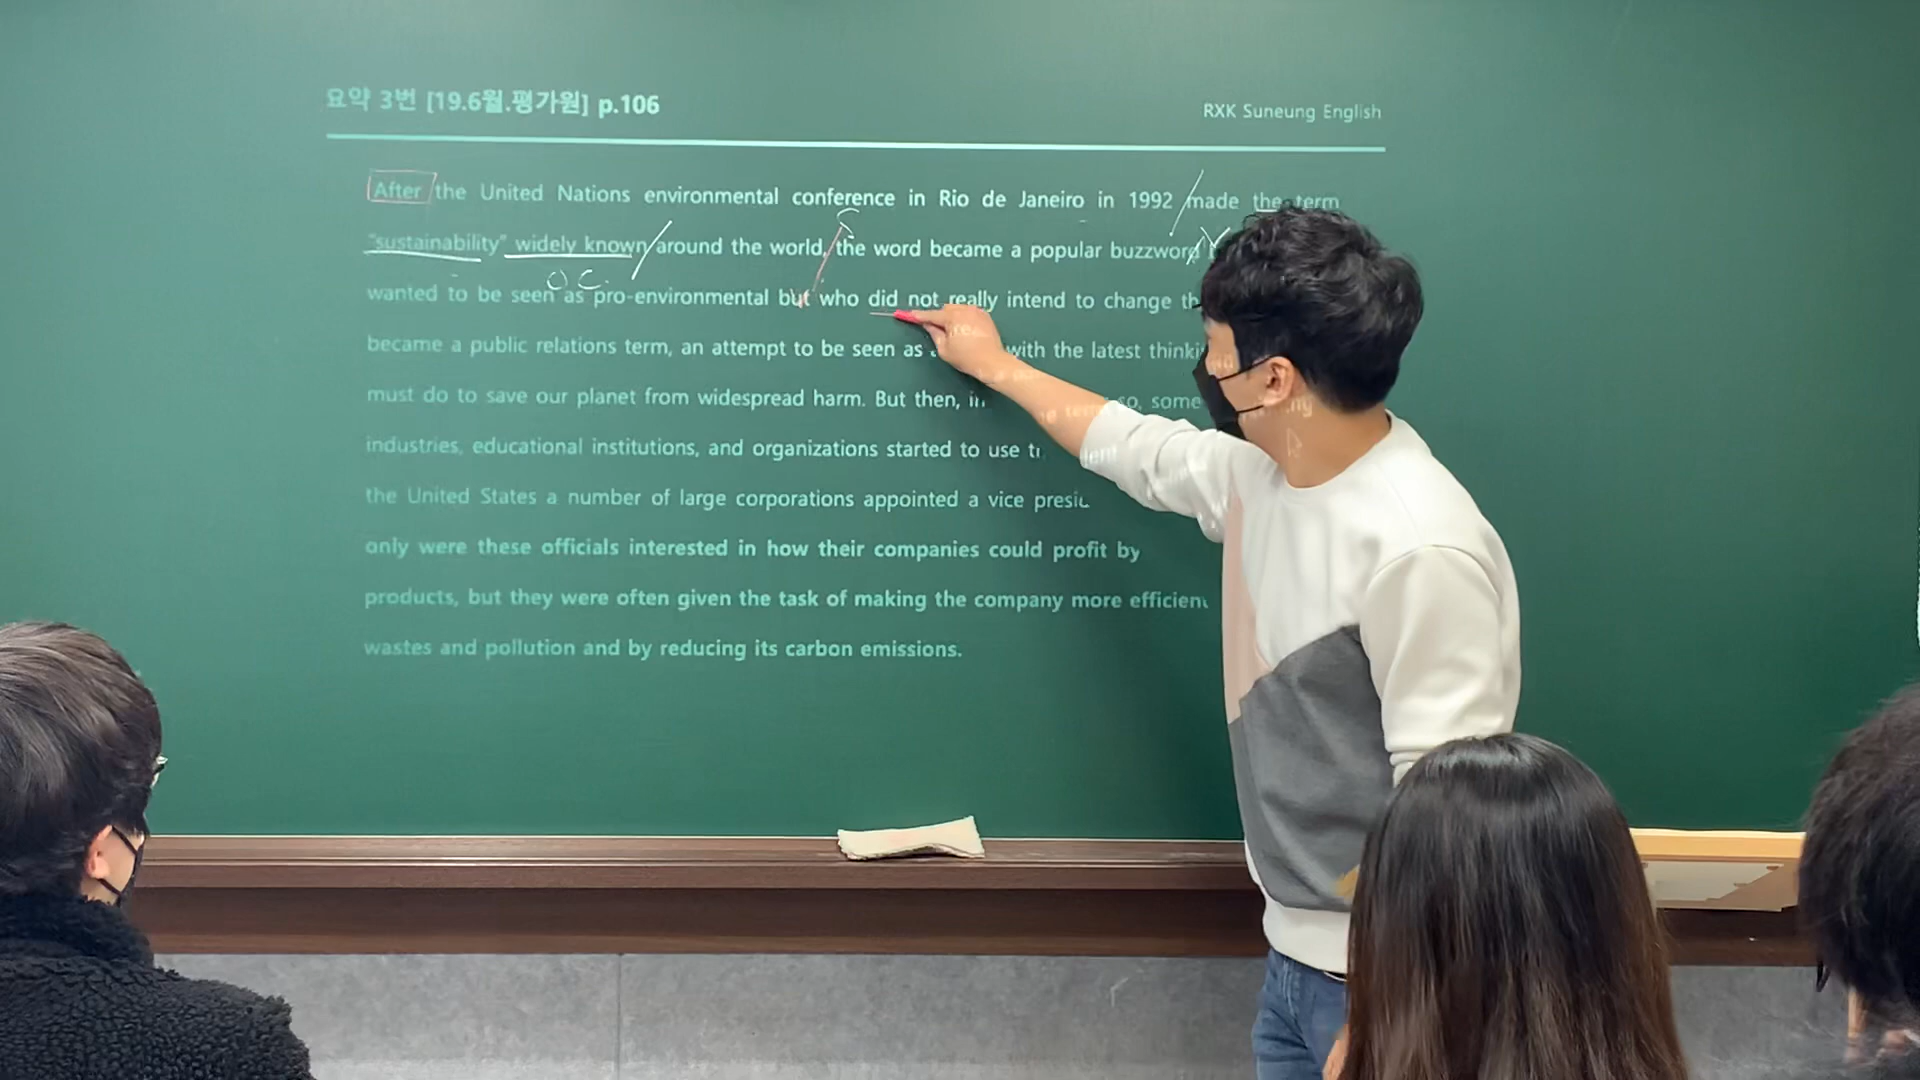 요약 3번 [19.6월.평가원] p.106
RXK Suneung English
After the United Nations environmental conference in Rio de Janeiro in 1992 made the term
"sustainability" widely known around the world, the word became a popular buzzword
O C.
wanted to be seen as pro-environmental but who did not really intend to change
became a public relations term, an attempt to be seen as with the latest
must do to save our planet from widespread harm. But then, in so, some
industries, educational institutions, and organizations started to use
the United States a number of large corporations appointed a vice
only were these officials interested in how their companies could profit by
products, but they were often given the task of making the company more efficient
wastes and pollution and by reducing its carbon emissions.